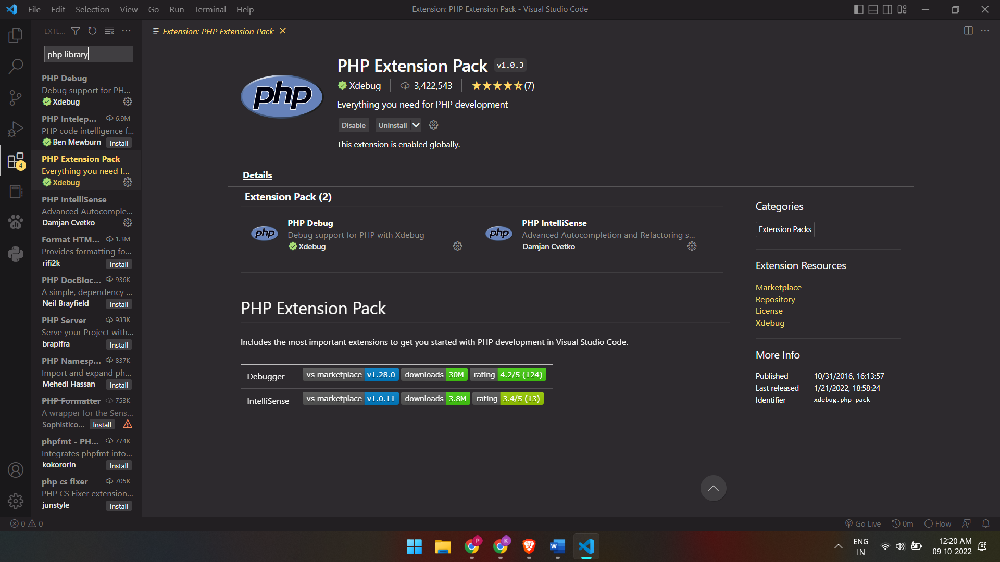 File Edit Selection View Go Run Terminal Help
Extension: PHP Extension Pack - Visual Studio Code
EXTE...
Extension: PHP Extension Pack
php library
PHP Debug
Debug support for PH...
Xdebug
PHP Intelep... 6.9M
PHP code intelligence f...
Ben Mewburn Install
PHP Extension Pack
Everything you need f...
Xdebug
4
PHP IntelliSense
Advanced Autocomple...
Damjan Cvetko
Format HTM... 1.3M
Provides formatting fo...
rifi2k Install
PHP DocBloc... 936K
A simple, dependency ...
Neil Brayfield Install
PHP Server 933K
Serve your Project with...
brapifra Install
PHP Namesp... 837K
Import and expand ph...
Mehedi Hassan Install
PHP Formatter 753K
A wrapper for the Sens...
Sophistico... Install
phpfmt - PH... 774K
Integrates phpfmt into...
kokororin Install
php cs fixer 705K
PHP CS Fixer extension...
junstyle Install
php
PHP Extension Pack v1.0.3
Xdebug 3,422,543 (7)
Everything you need for PHP development
Disable Uninstall
This extension is enabled globally.
Details
Extension Pack (2)
php
PHP Debug
Debug support for PHP with Xdebug
Xdebug
php
PHP IntelliSense
Advanced Autocompletion and Refactoring s...
Damjan Cvetko
PHP Extension Pack
Includes the most important extensions to get you started with PHP development in Visual Studio Code.
Debugger vs marketplace v1.28.0 downloads 30M rating 4.2/5 (124)
IntelliSense vs marketplace v1.0.11 downloads 3.8M rating 3.4/5 (13)
Categories
Extension Packs
Extension Resources
Marketplace
Repository
License
Xdebug
More Info
Published 10/31/2016, 16:13:57
Last released 1/21/2022, 18:58:24
Identifier xdebug.php-pack
0 0
Go Live 0m Flow
P
K
W
ENG
IN
12:20 AM
09-10-2022